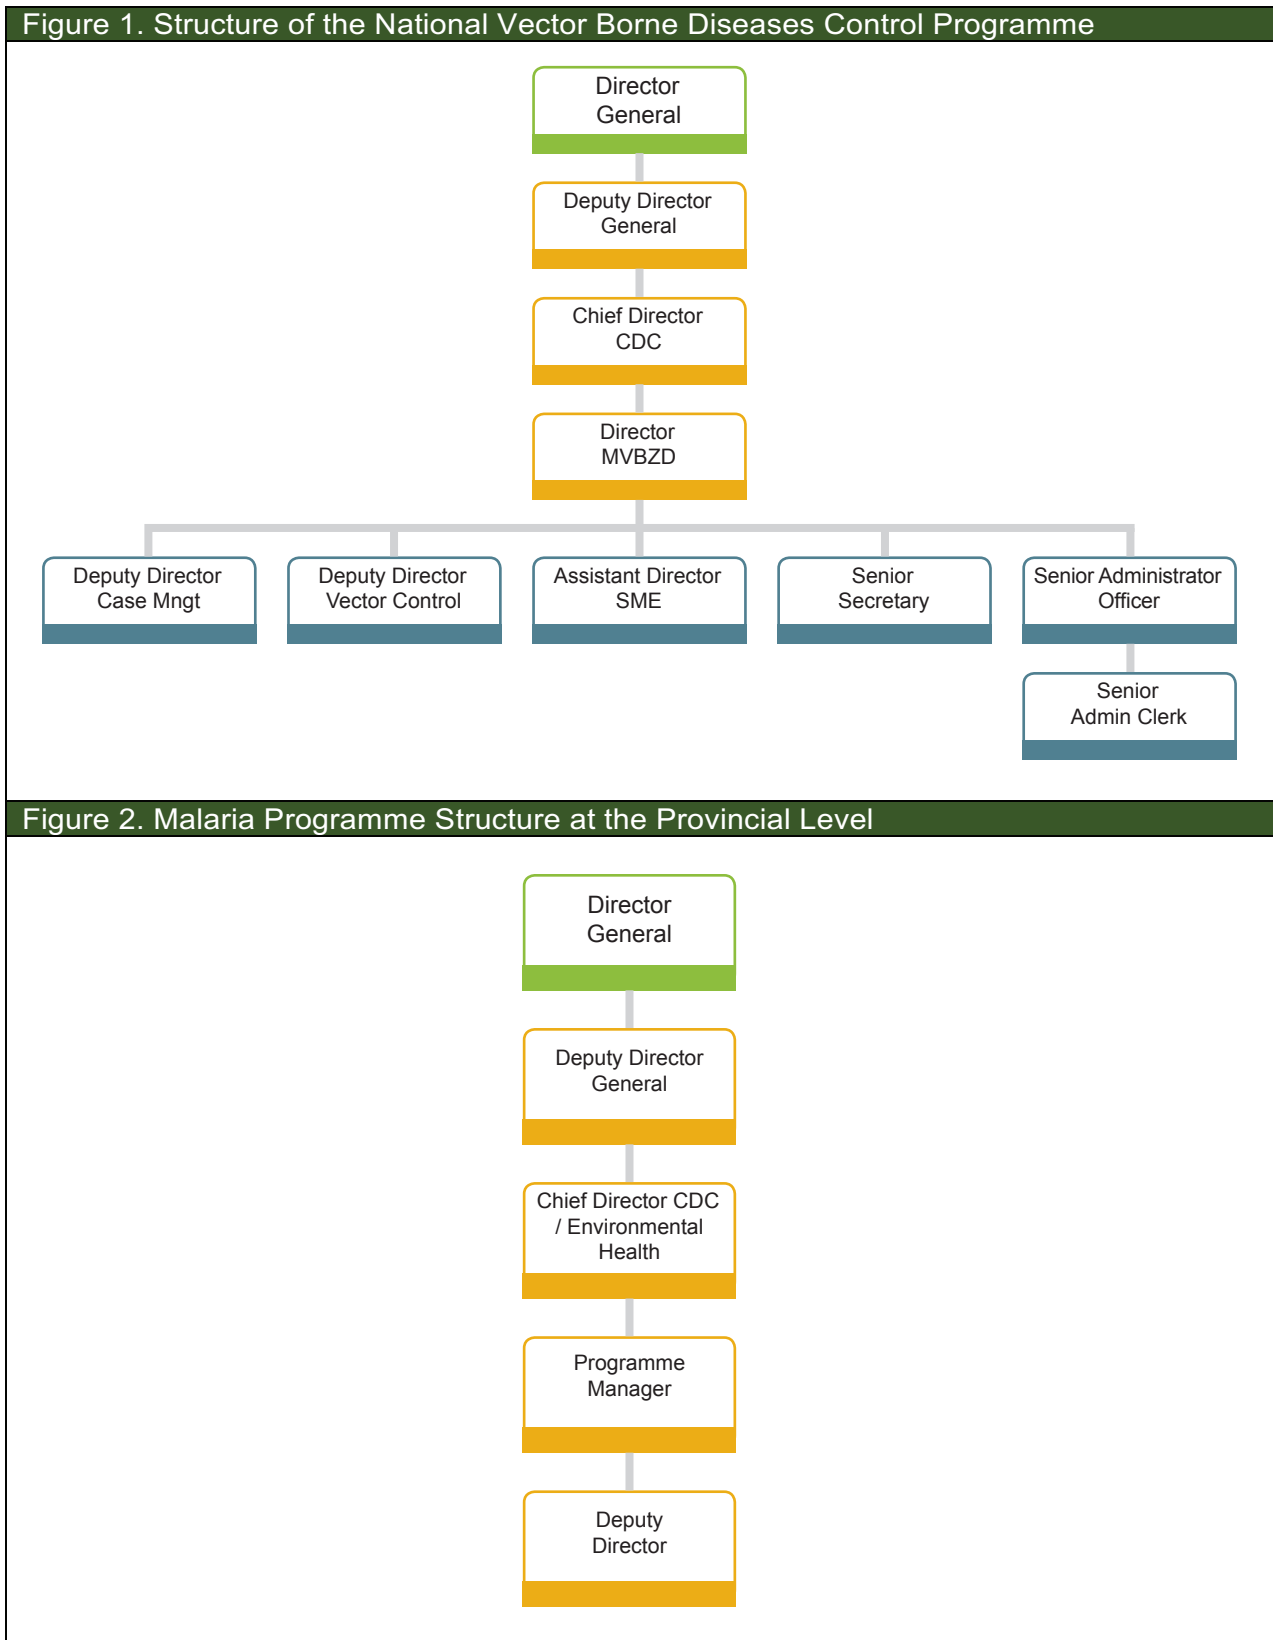 Figure 1. Structure of the National Vector Borne Diseases Control Programme
Director
General
Deputy Director
General
Chief Director
CDC
Director
MVBZD
Deputy Director
Case Mngt
Deputy Director
Vector Control
Assistant Director
SME
Senior
Secretary
Senior Administrator
Officer
Senior
Admin Clerk
Figure 2. Malaria Programme Structure at the Provincial Level
Director
General
Deputy Director
General
Chief Director CDC
/ Environmental
Health
Programme
Manager
Deputy
Director